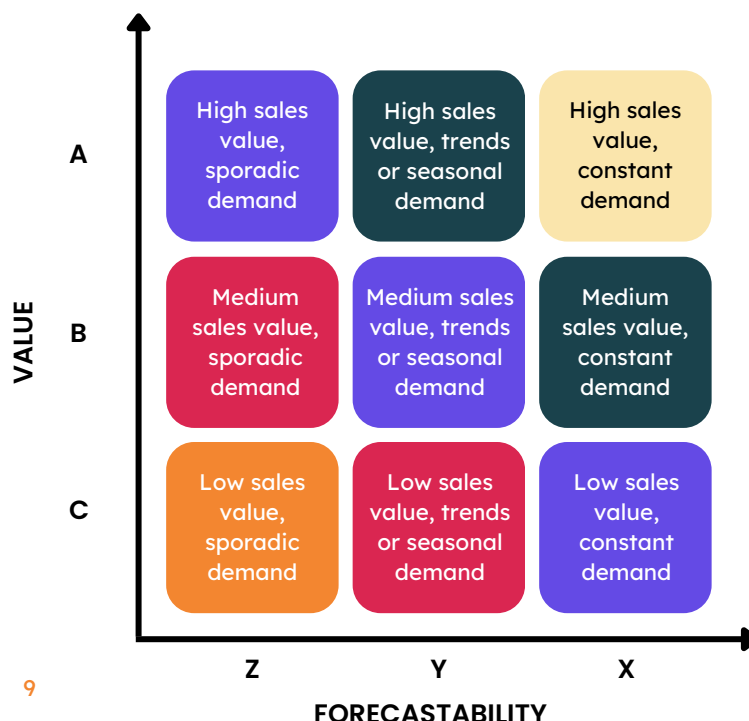 A
High sales
value,
sporadic
demand
High sales
value, trends
or seasonal
demand
High sales
value,
constant
demand
VALUE
B
Medium
sales value,
sporadic
demand
Medium sales
value, trends
or seasonal
demand
Medium
sales value,
constant
demand
C
Low sales
value,
sporadic
demand
Low sales
value, trends
or seasonal
demand
Low sales
value,
constant
demand
Z
Y
X
9
FORECASTABILITY